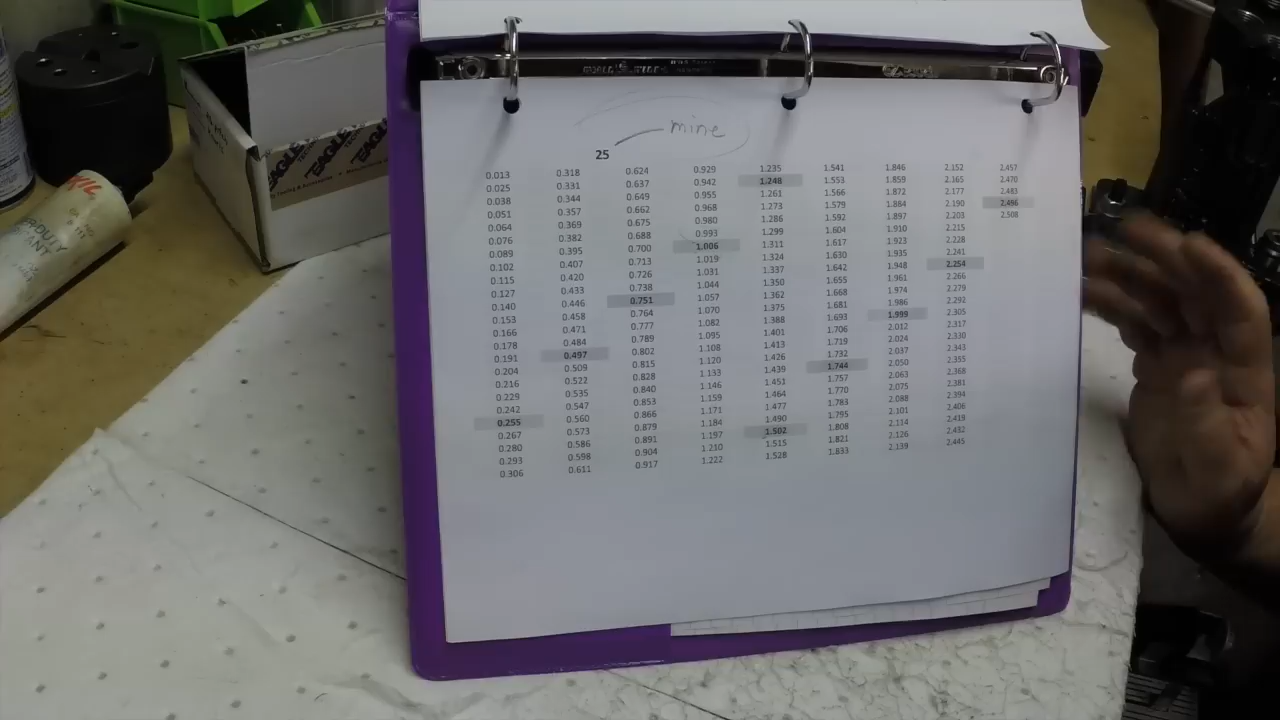 mine
25
0.013 0.318 0.624 0.929 1.235 1.541 1.846 2.152 2.457
0.025 0.331 0.637 0.942 1.248 1.553 1.859 2.165 2.470
0.038 0.344 0.649 0.955 1.261 1.566 1.872 2.177 2.483
0.051 0.357 0.662 0.968 1.273 1.579 1.884 2.190 2.496
0.064 0.369 0.675 0.980 1.286 1.592 1.897 2.203 2.508
0.076 0.382 0.688 0.993 1.299 1.604 1.910 2.215
0.089 0.395 0.700 1.006 1.311 1.617 1.923 2.228
0.102 0.407 0.713 1.019 1.324 1.630 1.935 2.241
0.115 0.420 0.726 1.031 1.337 1.642 1.948 2.254
0.127 0.433 0.738 1.044 1.350 1.655 1.961 2.266
0.140 0.446 0.751 1.057 1.362 1.668 1.974 2.279
0.153 0.458 0.764 1.070 1.375 1.681 1.986 2.292
0.166 0.471 0.777 1.082 1.388 1.693 1.999 2.305
0.178 0.484 0.789 1.095 1.401 1.706 2.012 2.317
0.191 0.497 0.802 1.108 1.413 1.719 2.024 2.330
0.204 0.509 0.815 1.120 1.426 1.732 2.037 2.343
0.216 0.522 0.828 1.133 1.439 1.744 2.050 2.355
0.229 0.535 0.840 1.146 1.451 1.757 2.063 2.368
0.242 0.547 0.853 1.159 1.464 1.770 2.075 2.381
0.255 0.560 0.866 1.171 1.477 1.783 2.088 2.394
0.267 0.573 0.879 1.184 1.490 1.795 2.101 2.406
0.280 0.586 0.891 1.197 1.502 1.808 2.114 2.419
0.293 0.598 0.904 1.210 1.515 1.821 2.126 2.432
0.306 0.611 0.917 1.222 1.528 1.833 2.139 2.445
EAGLE